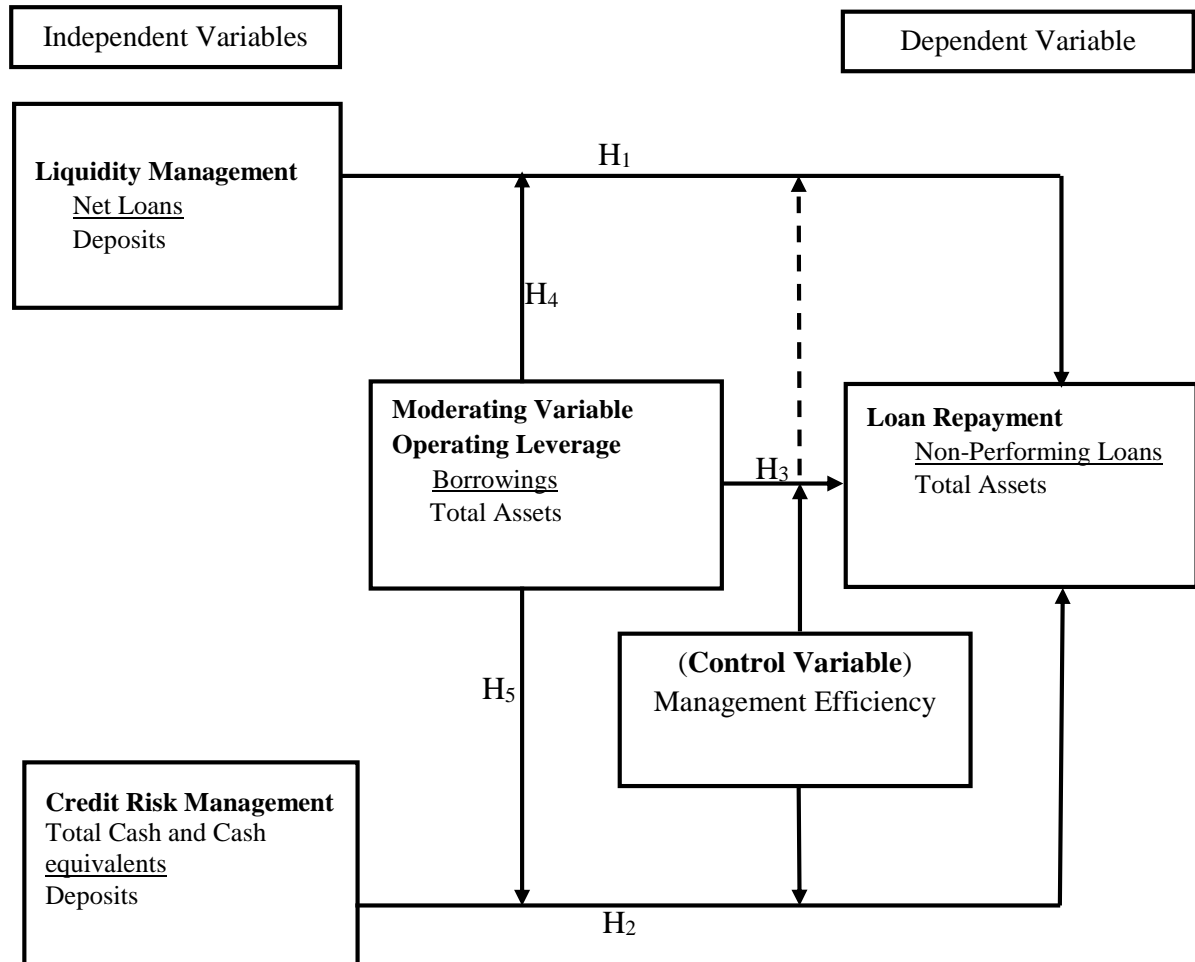 Independent Variables
Dependent Variable
H1
Liquidity Management
Net Loans
Deposits
H4
Moderating Variable
Operating Leverage
Borrowings
Total Assets
H3
Loan Repayment
Non-Performing Loans
Total Assets
(Control Variable)
Management Efficiency
H5
Credit Risk Management
Total Cash and Cash
equivalents
Deposits
H2